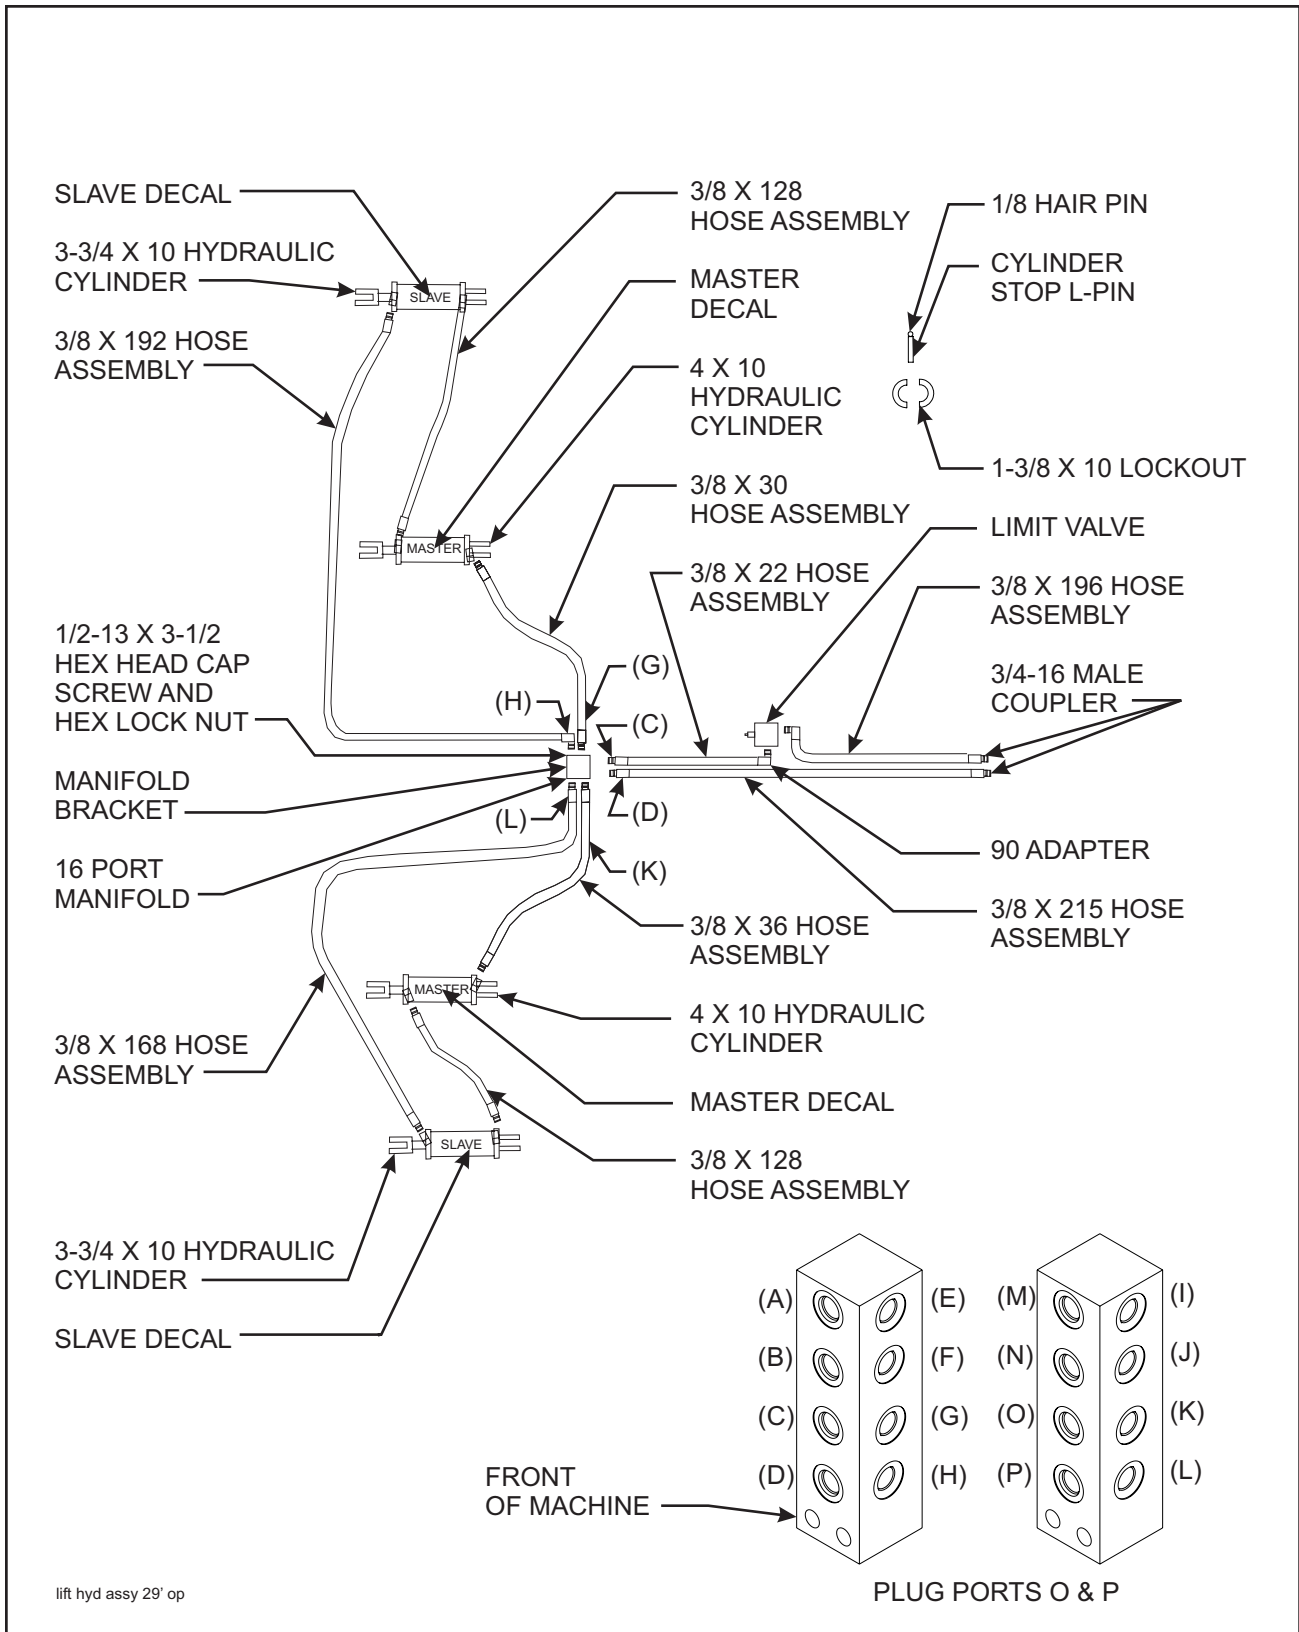 SLAVE DECAL
3-3/4 X 10 HYDRAULIC
CYLINDER
3/8 X 192 HOSE
ASSEMBLY
SLAVE
3/8 X 128
HOSE ASSEMBLY
MASTER
DECAL
4 X 10
HYDRAULIC
CYLINDER
3/8 X 30
HOSE ASSEMBLY
MASTER
1/8 HAIR PIN
CYLINDER
STOP L-PIN
1-3/8 X 10 LOCKOUT
LIMIT VALVE
3/8 X 22 HOSE
ASSEMBLY
3/8 X 196 HOSE
ASSEMBLY
3/4-16 MALE
COUPLER
1/2-13 X 3-1/2
HEX HEAD CAP
SCREW AND
HEX LOCK NUT
(H)
(G)
(C)
MANIFOLD
BRACKET
(L)
(D)
(K)
16 PORT
MANIFOLD
90 ADAPTER
3/8 X 36 HOSE
ASSEMBLY
3/8 X 215 HOSE
ASSEMBLY
MASTER
4 X 10 HYDRAULIC
CYLINDER
3/8 X 168 HOSE
ASSEMBLY
MASTER DECAL
SLAVE
3/8 X 128
HOSE ASSEMBLY
3-3/4 X 10 HYDRAULIC
CYLINDER
SLAVE DECAL
(A)
(E)
(M)
(I)
(B)
(F)
(N)
(J)
(C)
(G)
(O)
(K)
(D)
(H)
(P)
(L)
FRONT
OF MACHINE
PLUG PORTS O & P
lift hyd assy 29' op